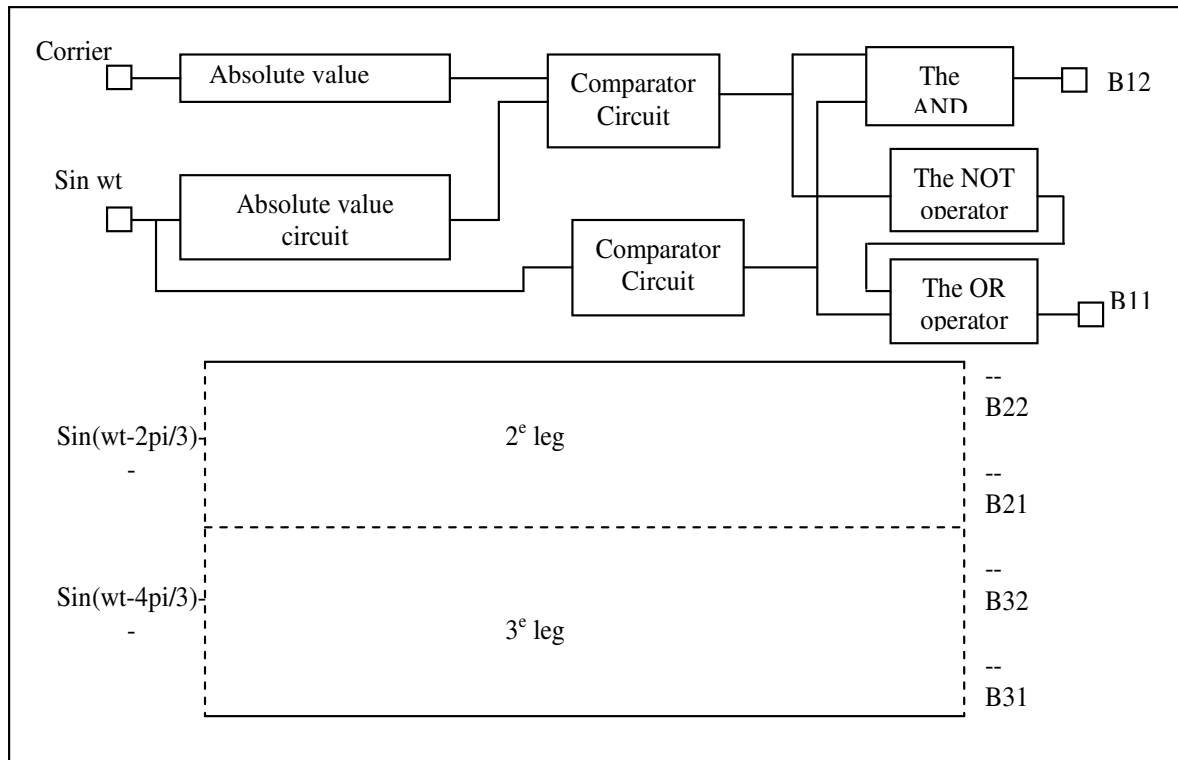 Corrier
Absolute value
Comparator
Circuit
The
AND
B12
Sin wt
Absolute value
circuit
The NOT
operator
Comparator
Circuit
The OR
operator
B11
Sin(wt-2pi/3)-
-
2e leg
--
B22
--
B21
Sin(wt-4pi/3)-
-
3e leg
--
B32
--
B31